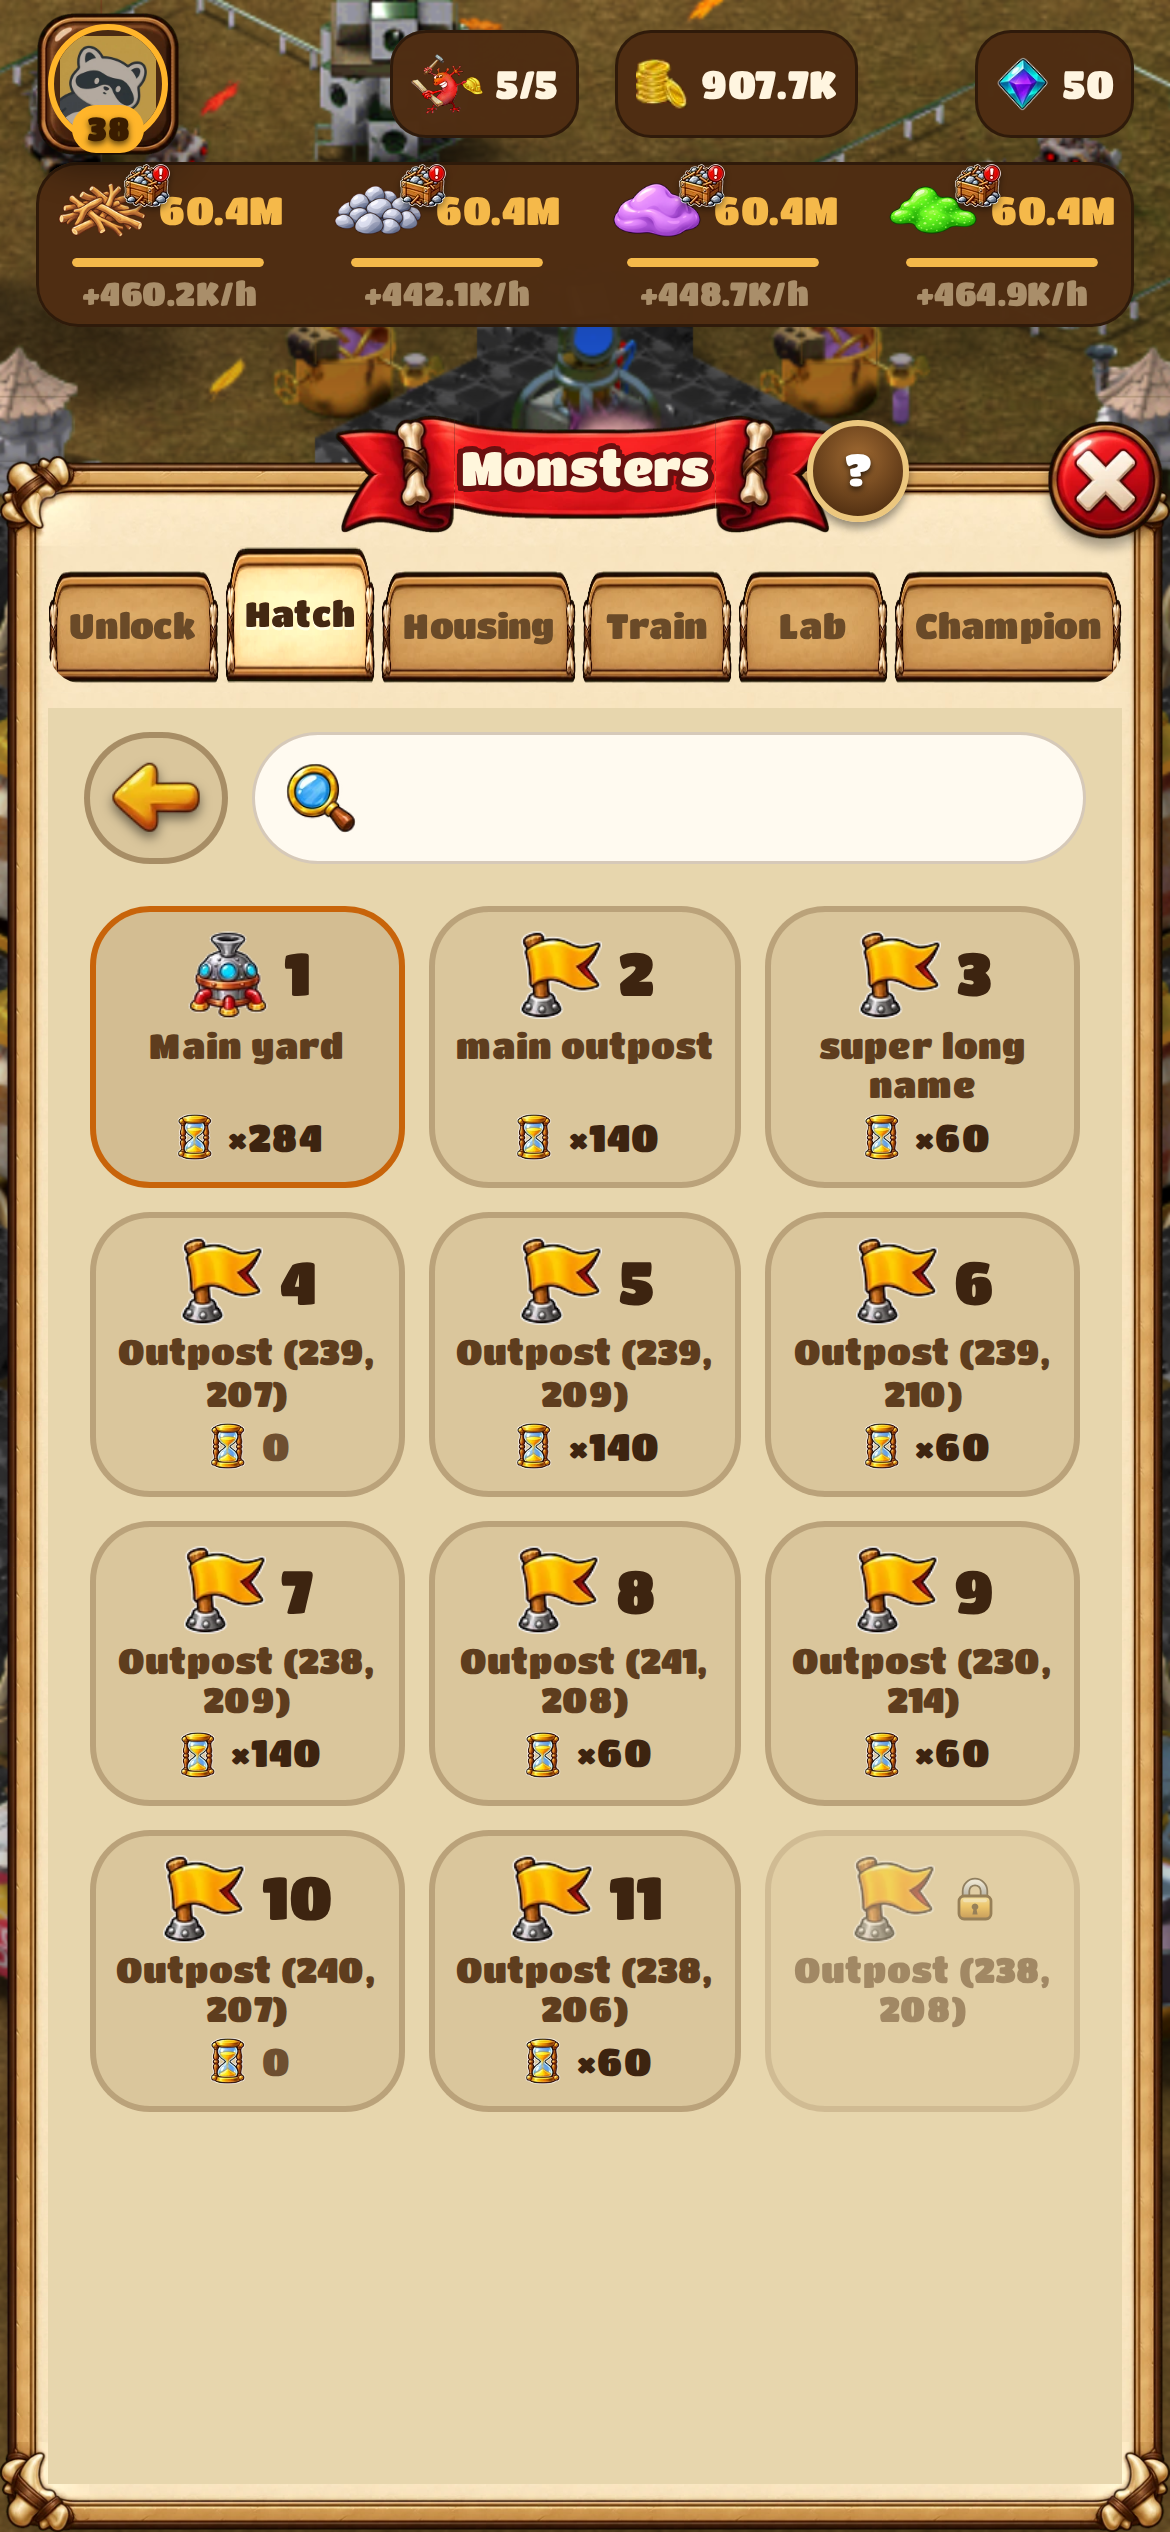 5/5
907.7K
50
38
60.4M
60.4M
60.4M
60.4M
+460.2K/h
+442.1K/h
+448.7K/h
+464.9K/h
Monsters
?
Unlock
Hatch
Housing
Train
Lab
Champion
1
Main yard
×284
2
main outpost
×140
3
super long
name
×60
4
Outpost (239,
207)
0
5
Outpost (239,
209)
×140
6
Outpost (239,
210)
×60
7
Outpost (238,
209)
×140
8
Outpost (241,
208)
×60
9
Outpost (230,
214)
×60
10
Outpost (240,
207)
0
11
Outpost (238,
206)
×60
Outpost (238,
208)